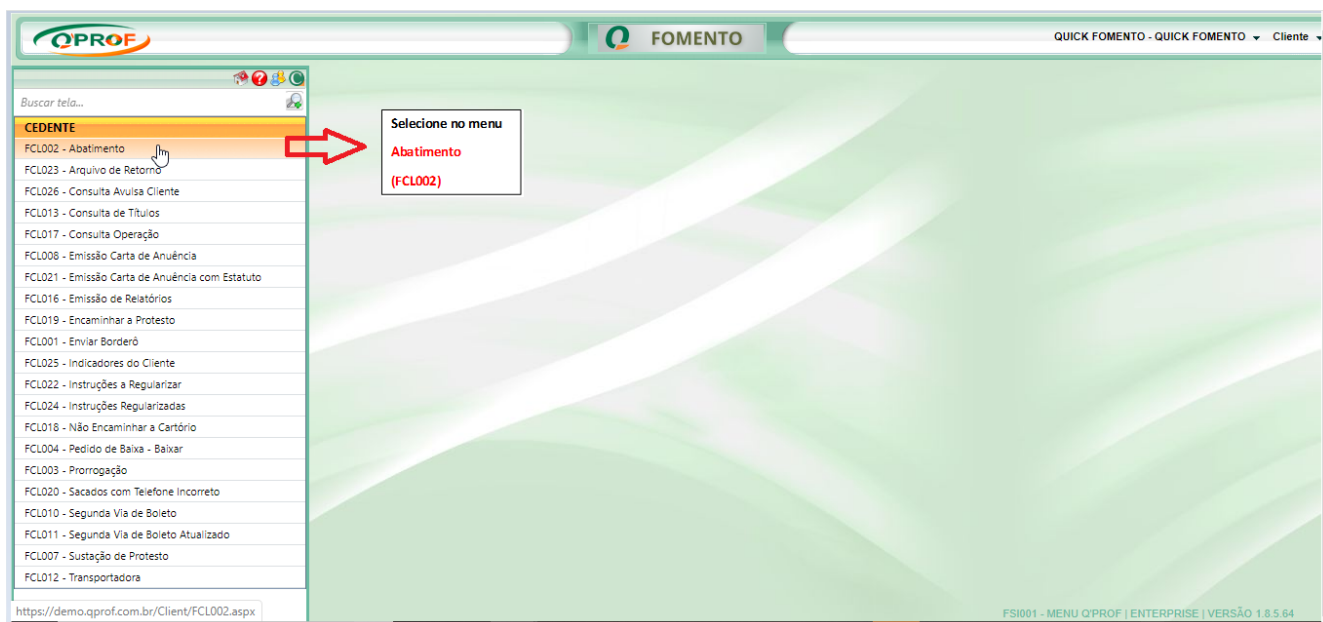 Q'PROF
Q FOMENTO
QUICK FOMENTO - QUICK FOMENTO
Cliente
Buscar tela...
CEDENTE
FCL002 - Abatimento
FCL023 - Arquivo de Retorno
FCL026 - Consulta Avulsa Cliente
FCL013 - Consulta de Títulos
FCL017 - Consulta Operação
FCL008 - Emissão Carta de Anuência
FCL021 - Emissão Carta de Anuência com Estatuto
FCL016 - Emissão de Relatórios
FCL019 - Encaminhar a Protesto
FCL001 - Enviar Borderô
FCL025 - Indicadores do Cliente
FCL022 - Instruções a Regularizar
FCL024 - Instruções Regularizadas
FCL018 - Não Encaminhar a Cartório
FCL004 - Pedido de Baixa - Baixar
FCL003 - Prorrogação
FCL020 - Sacados com Telefone Incorreto
FCL010 - Segunda Via de Boleto
FCL011 - Segunda Via de Boleto Atualizado
FCL007 - Sustação de Protesto
FCL012 - Transportadora
Selecione no menu
Abatimento
(FCL002)
https://demo.qprof.com.br/Client/FCL002.aspx
FSI001 - MENU Q'PROF | ENTERPRISE | VERSÃO 1.8.5.64